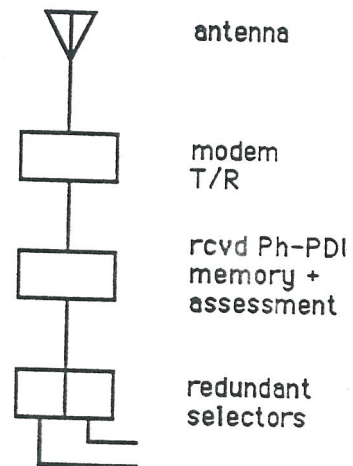 antenna
modem
T/R
rcvd Ph-PDI
memory +
assessment
redundant
selectors